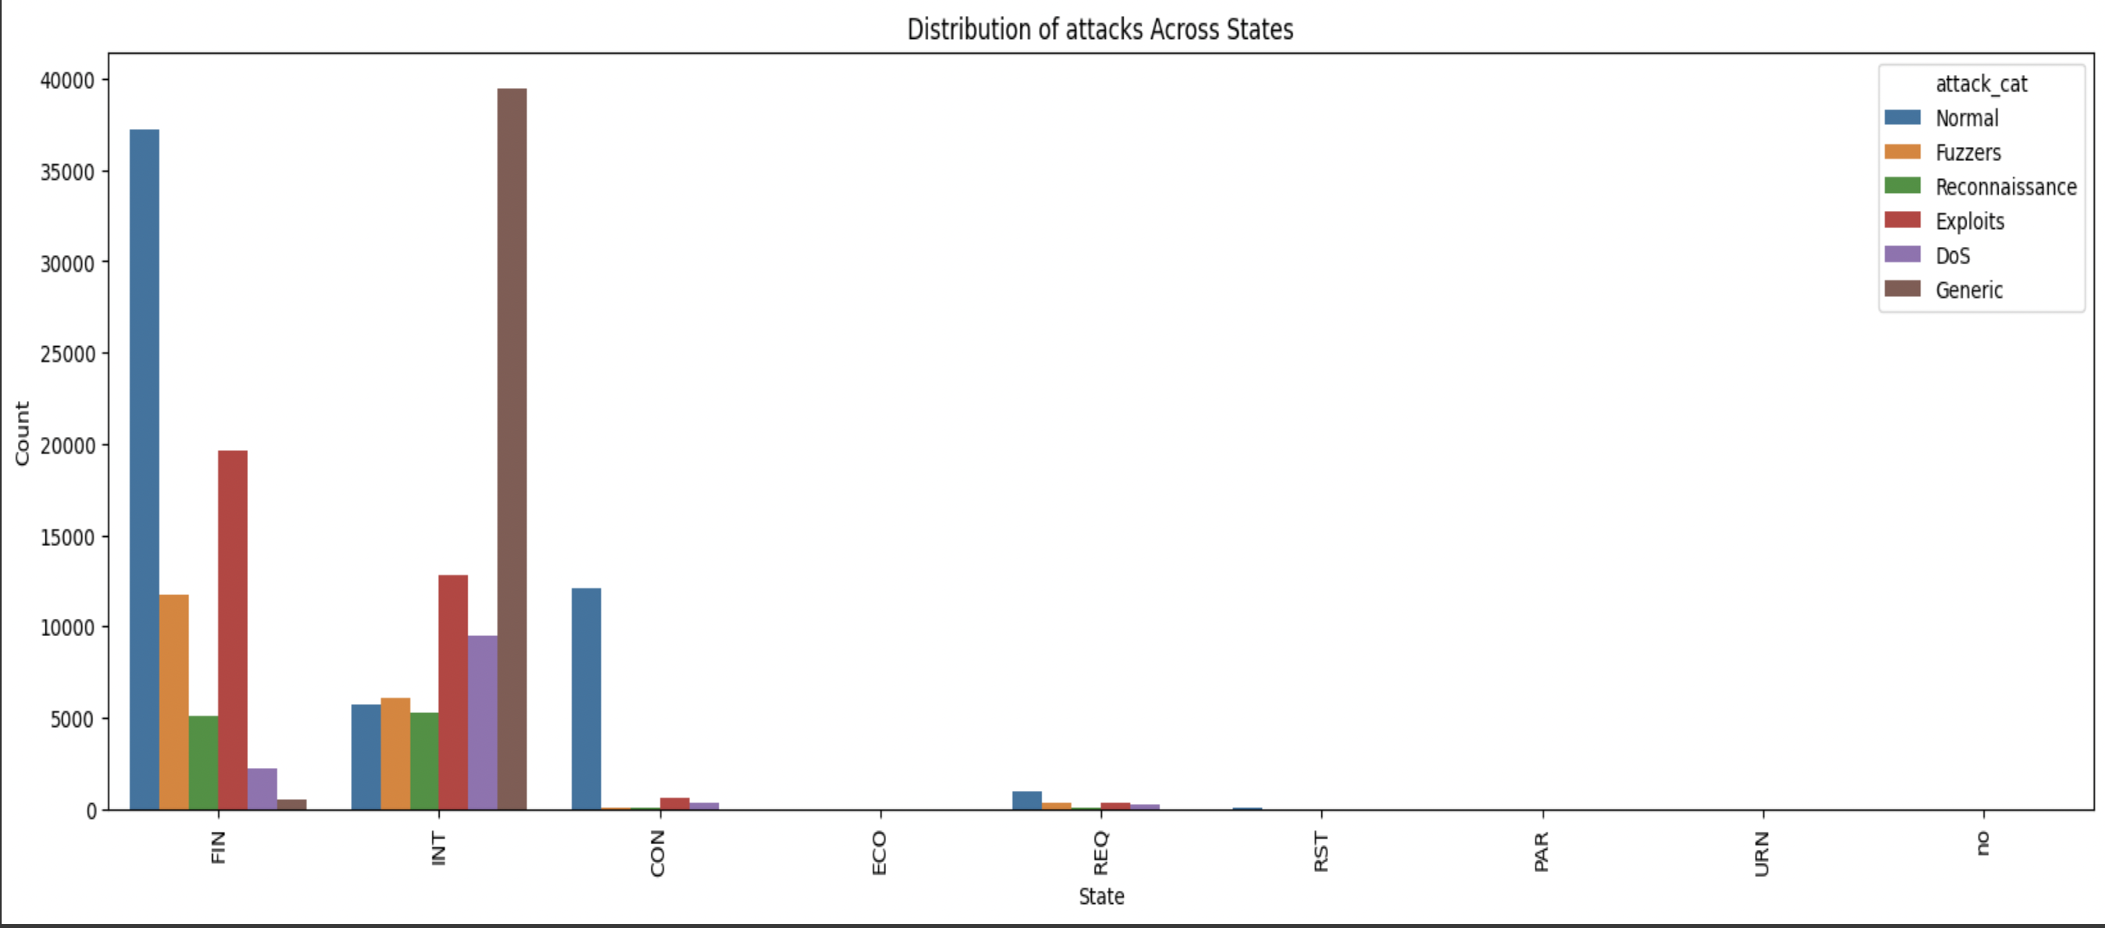 Distribution of attacks Across States
40000
35000
30000
25000
20000
15000
10000
5000
0
Count
attack_cat
Normal
Fuzzers
Reconnaissance
Exploits
DoS
Generic
FIN
INT
CON
ECO
REQ
RST
PAR
URN
no
State